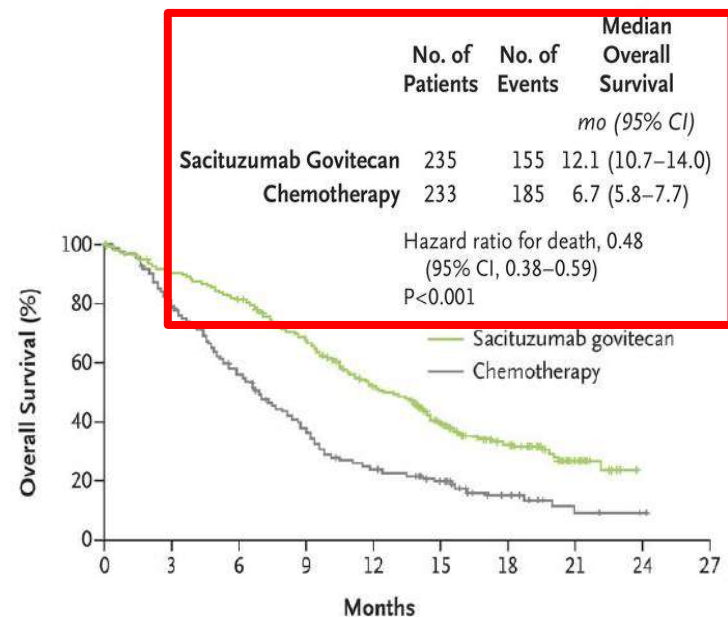 Median
No. of No. of Overall
Patients Events Survival
mo (95% CI)
Sacituzumab Govitecan 235 155 12.1 (10.7–14.0)
Chemotherapy 233 185 6.7 (5.8–7.7)
Hazard ratio for death, 0.48
(95% CI, 0.38–0.59)
P<0.001
Sacituzumab govitecan
Chemotherapy
Overall Survival (%)
100
80
60
40
20
0
0 3 6 9 12 15 18 21 24 27
Months